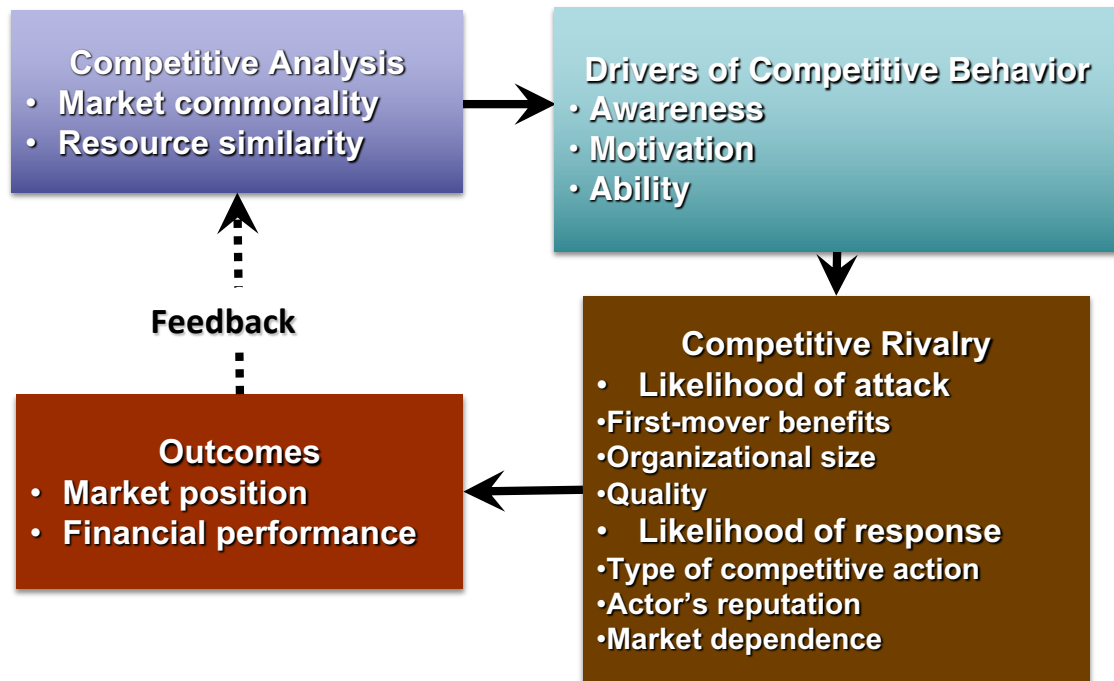 Competitive Analysis
• Market commonality
• Resource similarity
Drivers of Competitive Behavior
• Awareness
• Motivation
• Ability
Competitive Rivalry
• Likelihood of attack
•First-mover benefits
•Organizational size
•Quality
• Likelihood of response
•Type of competitive action
•Actor’s reputation
•Market dependence
Outcomes
• Market position
• Financial performance
Feedback